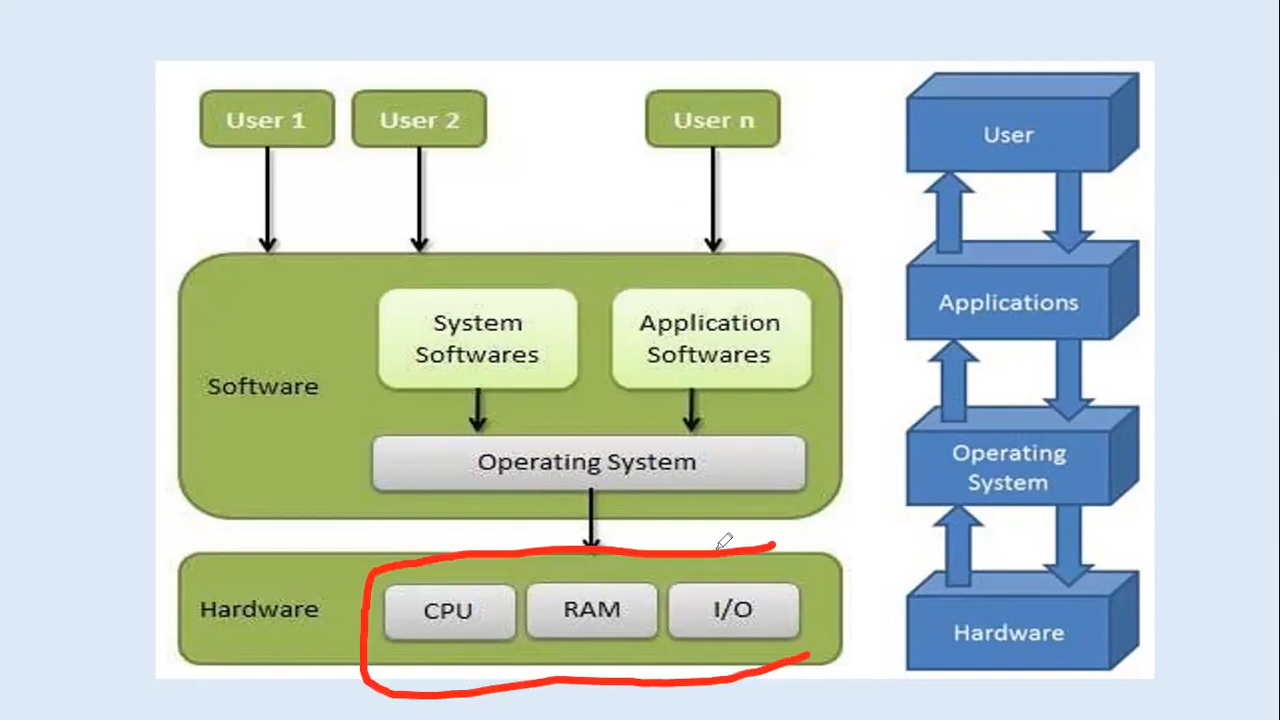 User 1
User 2
User n
System
Softwares
Application
Softwares
Software
Operating System
Hardware
CPU
RAM
I/O
User
Applications
Operating
System
Hardware